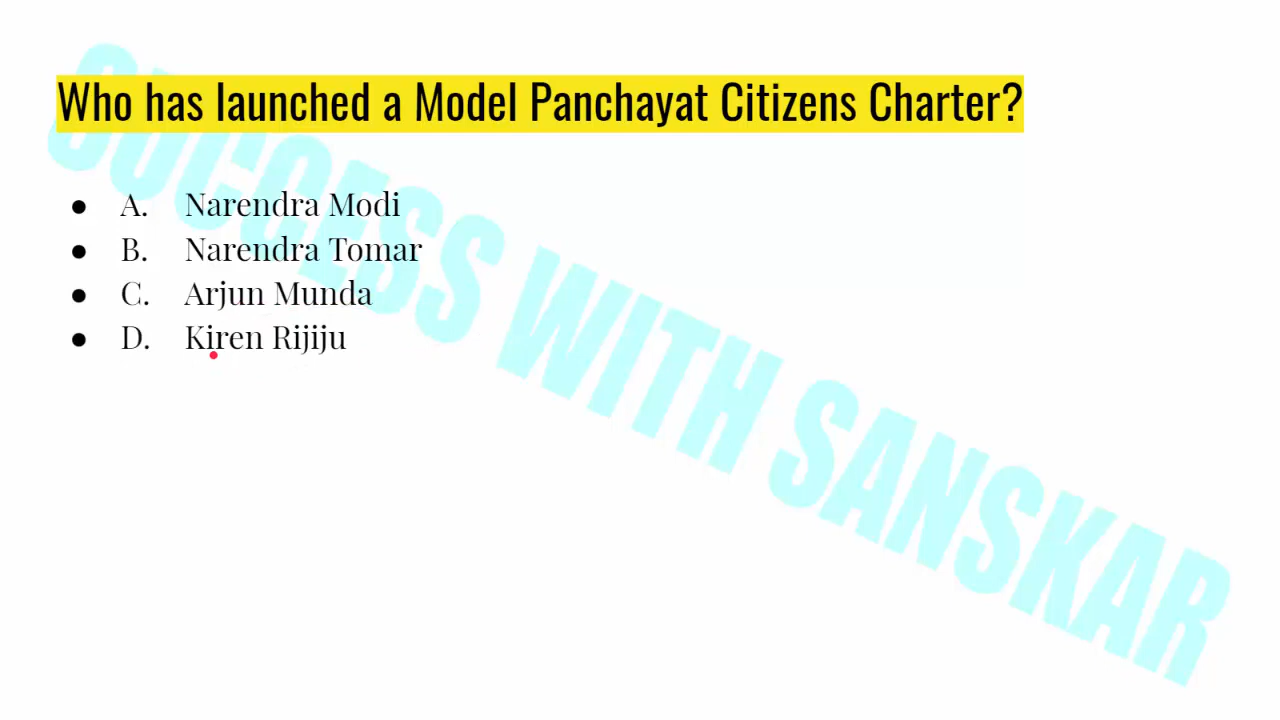 Who has launched a Model Panchayat Citizens Charter?
● A. Narendra Modi
● B. Narendra Tomar
● C. Arjun Munda
● D. Kiren Rijiju
SUCCESS WITH SANSKAR